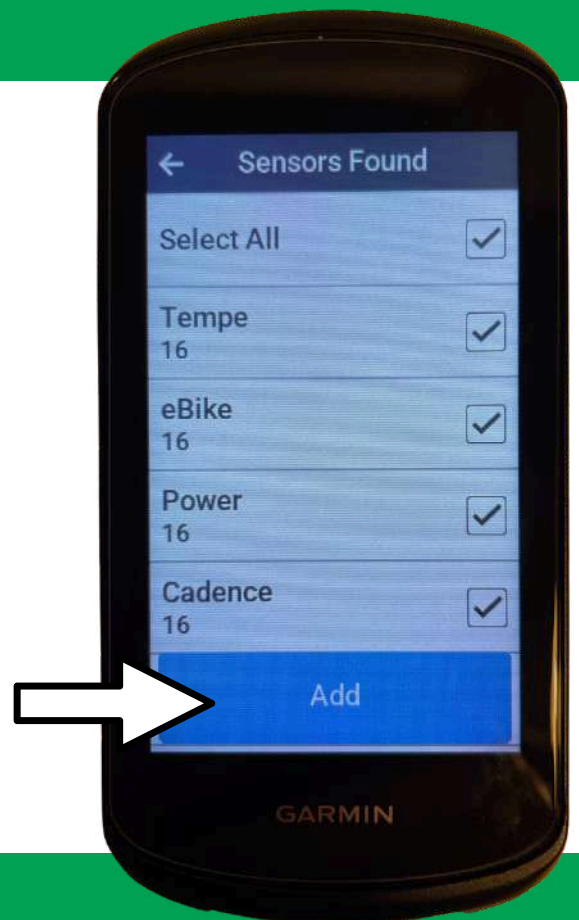 Sensors Found
Select All
Tempe
16
eBike
16
Power
16
Cadence
16
Add
GARMIN